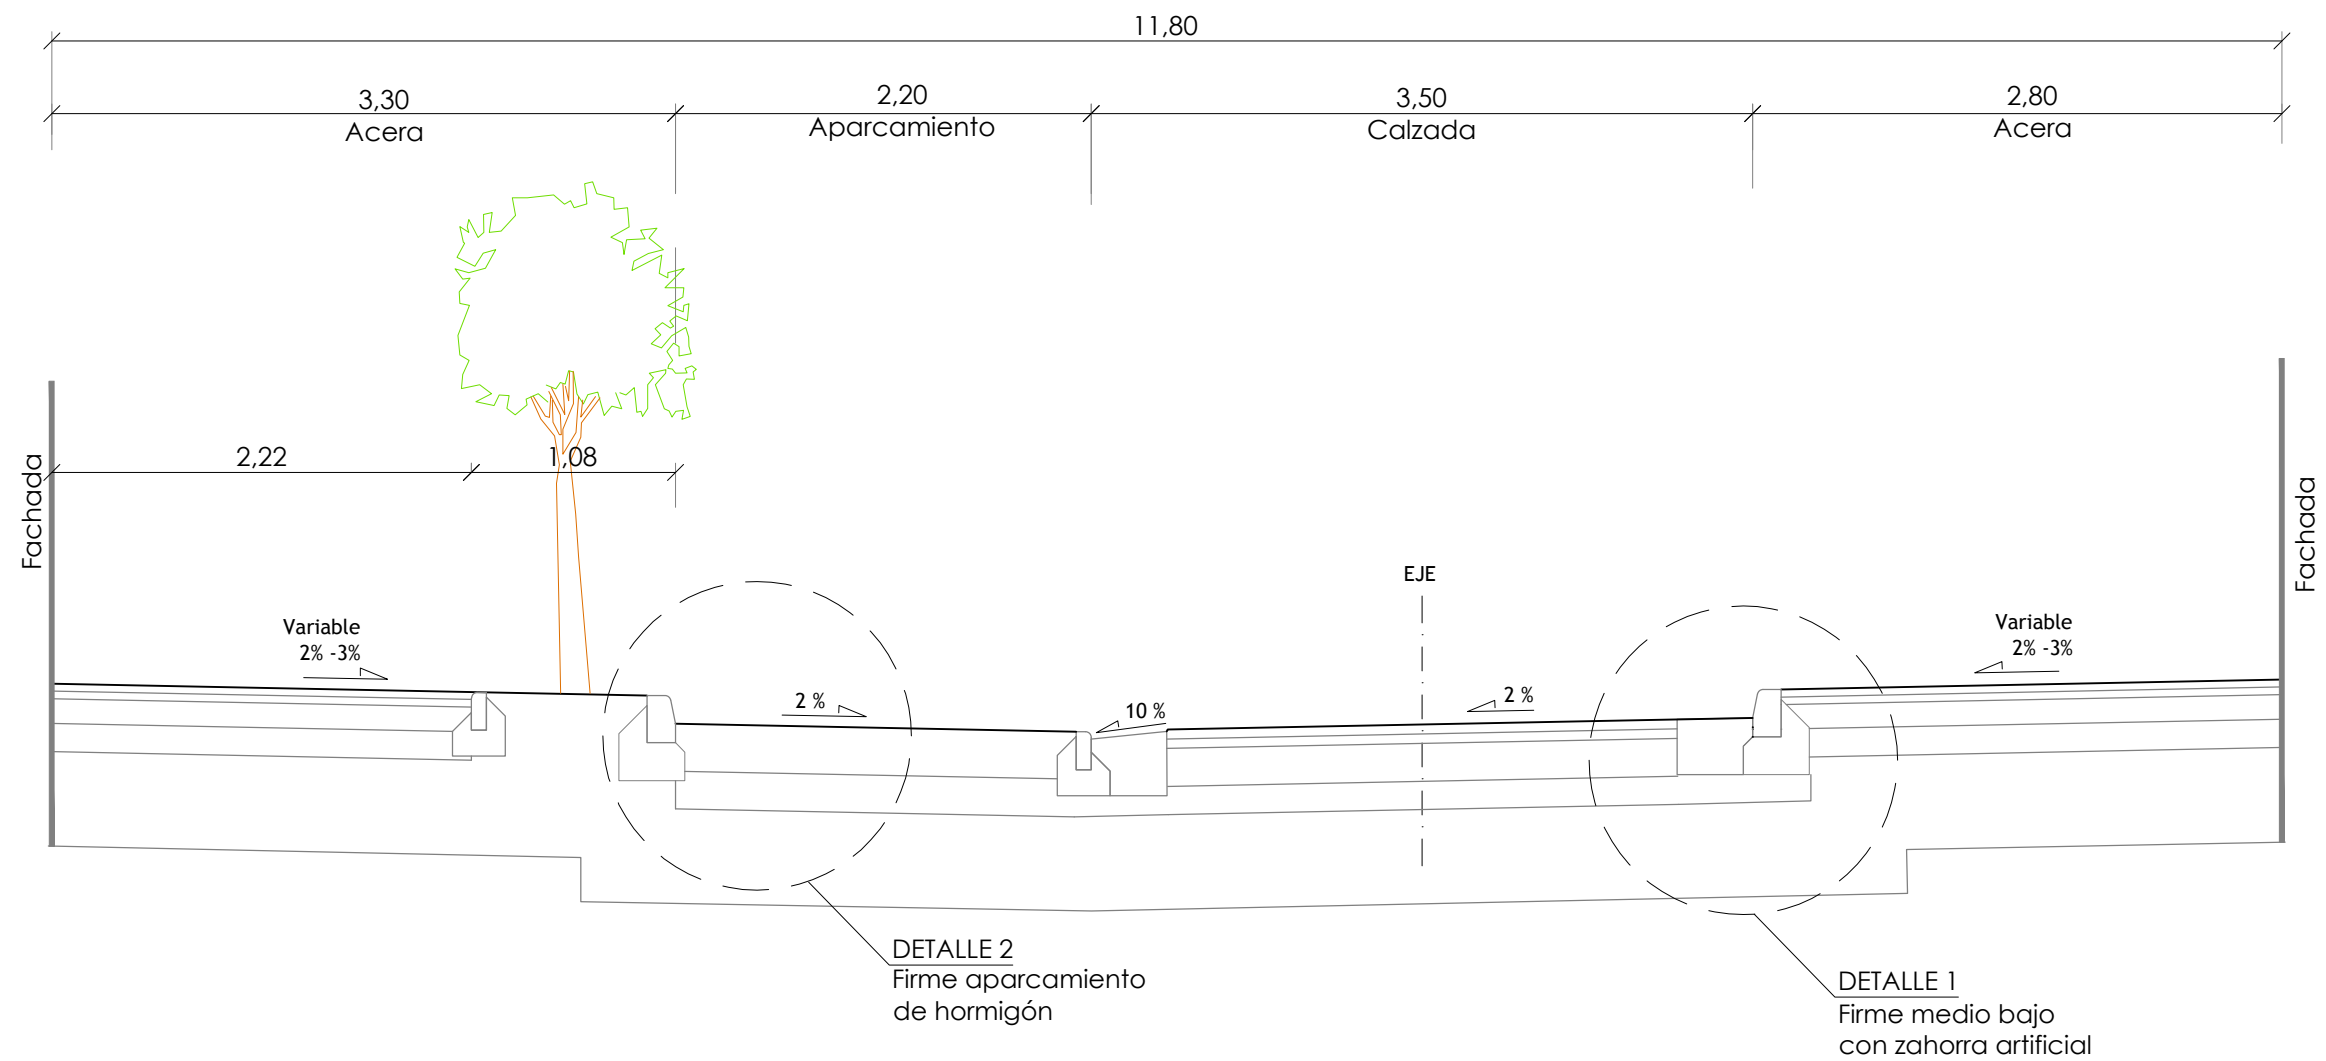 11,80
3,30
2,20
3,50
2,80
Acera
Aparcamiento
Calzada
Acera
2,22
1,08
Fachada
Fachada
EJE
Variable
2% -3%
2 %
10 %
2 %
Variable
2% -3%
DETALLE 2
Firme aparcamiento
de hormigón
DETALLE 1
Firme medio bajo
con zahorra artificial